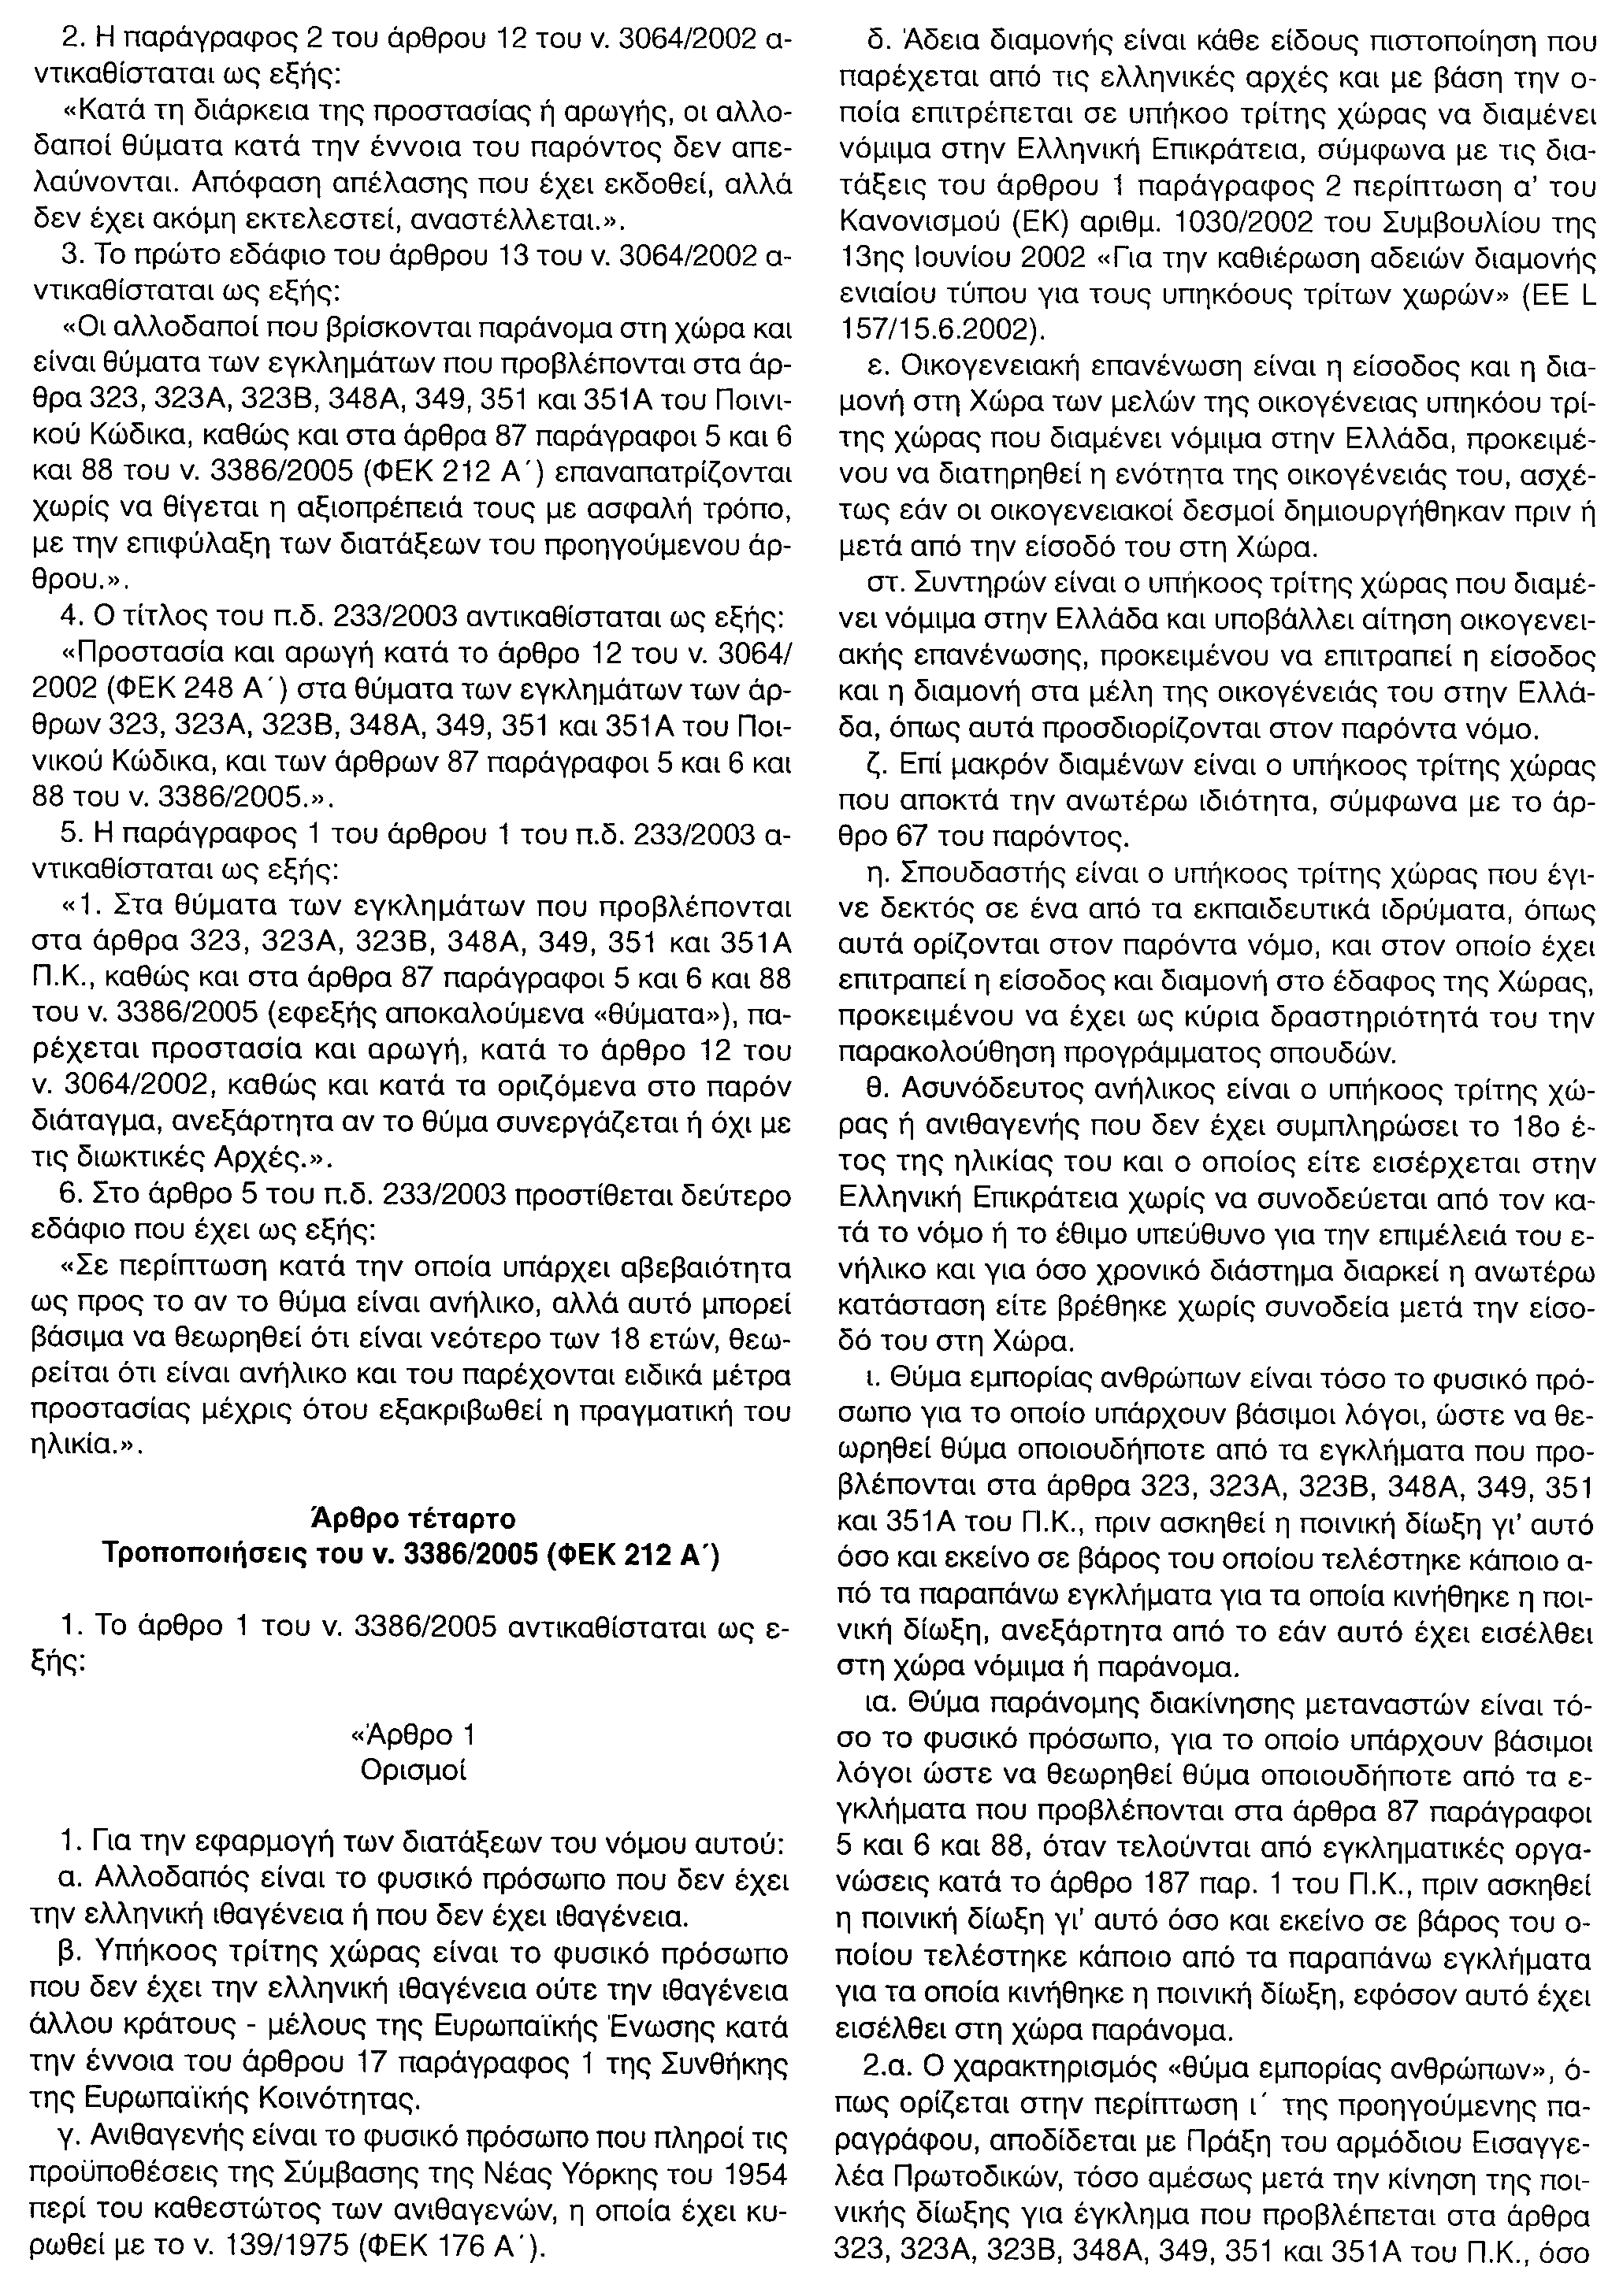 2. Η παράγραφος 2 του άρθρου 12 του ν. 3064/2002 α-
ντικαθίσταται ως εξής:
«Κατά τη διάρκεια της προστασίας ή αρωγής, οι αλλο-
δαποί θύματα κατά την έννοια του παρόντος δεν απε-
λαύνονται. Απόφαση απέλασης που έχει εκδοθεί, αλλά
δεν έχει ακόμη εκτελεστεί, αναστέλλεται.».
3. Το πρώτο εδάφιο του άρθρου 13 του ν. 3064/2002 α-
ντικαθίσταται ως εξής:
«Οι αλλοδαποί που βρίσκονται παράνομα στη χώρα και
είναι θύματα των εγκλημάτων που προβλέπονται στα άρ-
θρα 323, 323Α, 323Β, 348Α, 349, 351 και 351Α του Ποινι-
κού Κώδικα, καθώς και στα άρθρα 87 παράγραφοι 5 και 6
και 88 του ν. 3386/2005 (ΦΕΚ 212 Α΄) επαναπατρίζονται
χωρίς να θίγεται η αξιοπρέπειά τους με ασφαλή τρόπο,
με την επιφύλαξη των διατάξεων του προηγούμενου άρ-
θρου.».
4. Ο τίτλος του π.δ. 233/2003 αντικαθίσταται ως εξής:
«Προστασία και αρωγή κατά το άρθρο 12 του ν. 3064/
2002 (ΦΕΚ 248 Α΄) στα θύματα των εγκλημάτων των άρ-
θρων 323, 323Α, 323Β, 348Α, 349, 351 και 351Α του Ποι-
νικού Κώδικα, και των άρθρων 87 παράγραφοι 5 και 6 και
88 του ν. 3386/2005.».
5. Η παράγραφος 1 του άρθρου 1 του π.δ. 233/2003 α-
ντικαθίσταται ως εξής:
«1. Στα θύματα των εγκλημάτων που προβλέπονται
στα άρθρα 323, 323Α, 323Β, 348Α, 349, 351 και 351Α
Π.Κ., καθώς και στα άρθρα 87 παράγραφοι 5 και 6 και 88
του ν. 3386/2005 (εφεξής αποκαλούμενα «θύματα»), πα-
ρέχεται προστασία και αρωγή, κατά το άρθρο 12 του
ν. 3064/2002, καθώς και κατά τα οριζόμενα στο παρόν
διάταγμα, ανεξάρτητα αν το θύμα συνεργάζεται ή όχι με
τις διωκτικές Αρχές.».
6. Στο άρθρο 5 του π.δ. 233/2003 προστίθεται δεύτερο
εδάφιο που έχει ως εξής:
«Σε περίπτωση κατά την οποία υπάρχει αβεβαιότητα
ως προς το αν το θύμα είναι ανήλικο, αλλά αυτό μπορεί
βάσιμα να θεωρηθεί ότι είναι νεότερο των 18 ετών, θεω-
ρείται ότι είναι ανήλικο και του παρέχονται ειδικά μέτρα
προστασίας μέχρις ότου εξακριβωθεί η πραγματική του
ηλικία.».
Άρθρο τέταρτο
Τροποποιήσεις του ν. 3386/2005 (ΦΕΚ 212 Α΄)
1. Το άρθρο 1 του ν. 3386/2005 αντικαθίσταται ως ε-
ξής:
«Άρθρο 1
Ορισμοί
1. Για την εφαρμογή των διατάξεων του νόμου αυτού:
α. Αλλοδαπός είναι το φυσικό πρόσωπο που δεν έχει
την ελληνική ιθαγένεια ή που δεν έχει ιθαγένεια.
β. Υπήκοος τρίτης χώρας είναι το φυσικό πρόσωπο
που δεν έχει την ελληνική ιθαγένεια ούτε την ιθαγένεια
άλλου κράτους - μέλους της Ευρωπαϊκής Ένωσης κατά
την έννοια του άρθρου 17 παράγραφος 1 της Συνθήκης
της Ευρωπαϊκής Κοινότητας.
γ. Ανιθαγενής είναι το φυσικό πρόσωπο που πληροί τις
προϋποθέσεις της Σύμβασης της Νέας Υόρκης του 1954
περί του καθεστώτος των ανιθαγενών, η οποία έχει κυ-
ρωθεί με το ν. 139/1975 (ΦΕΚ 176 Α΄).
δ. Άδεια διαμονής είναι κάθε είδους πιστοποίηση που
παρέχεται από τις ελληνικές αρχές και με βάση την ο-
ποία επιτρέπεται σε υπήκοο τρίτης χώρας να διαμένει
νόμιμα στην Ελληνική Επικράτεια, σύμφωνα με τις δια-
τάξεις του άρθρου 1 παράγραφος 2 περίπτωση α' του
Κανονισμού (ΕΚ) αριθμ. 1030/2002 του Συμβουλίου της
13ης Ιουνίου 2002 «Για την καθιέρωση αδειών διαμονής
ενιαίου τύπου για τους υπηκόους τρίτων χωρών» (ΕΕ L
157/15.6.2002).
ε. Οικογενειακή επανένωση είναι η είσοδος και η δια-
μονή στη Χώρα των μελών της οικογένειας υπηκόου τρί-
της χώρας που διαμένει νόμιμα στην Ελλάδα, προκειμέ-
νου να διατηρηθεί η ενότητα της οικογένειάς του, ασχέ-
τως εάν οι οικογενειακοί δεσμοί δημιουργήθηκαν πριν ή
μετά από την είσοδό του στη Χώρα.
στ. Συντηρών είναι ο υπήκοος τρίτης χώρας που διαμέ-
νει νόμιμα στην Ελλάδα και υποβάλλει αίτηση οικογενει-
ακής επανένωσης, προκειμένου να επιτραπεί η είσοδος
και η διαμονή στα μέλη της οικογένειάς του στην Ελλά-
δα, όπως αυτά προσδιορίζονται στον παρόντα νόμο.
ζ. Επί μακρόν διαμένων είναι ο υπήκοος τρίτης χώρας
που αποκτά την ανωτέρω ιδιότητα, σύμφωνα με το άρ-
θρο 67 του παρόντος.
η. Σπουδαστής είναι ο υπήκοος τρίτης χώρας που έγι-
νε δεκτός σε ένα από τα εκπαιδευτικά ιδρύματα, όπως
αυτά ορίζονται στον παρόντα νόμο, και στον οποίο έχει
επιτραπεί η είσοδος και διαμονή στο έδαφος της Χώρας,
προκειμένου να έχει ως κύρια δραστηριότητά του την
παρακολούθηση προγράμματος σπουδών.
θ. Ασυνόδευτος ανήλικος είναι ο υπήκοος τρίτης χώ-
ρας ή ανιθαγενής που δεν έχει συμπληρώσει το 18ο έ-
τος της ηλικίας του και ο οποίος είτε εισέρχεται στην
Ελληνική Επικράτεια χωρίς να συνοδεύεται από τον κα-
τά το νόμο ή το έθιμο υπεύθυνο για την επιμέλειά του ε-
νήλικο και για όσο χρονικό διάστημα διαρκεί η ανωτέρω
κατάσταση είτε βρέθηκε χωρίς συνοδεία μετά την είσο-
δό του στη Χώρα.
ι. Θύμα εμπορίας ανθρώπων είναι τόσο το φυσικό πρό-
σωπο για το οποίο υπάρχουν βάσιμοι λόγοι, ώστε να θε-
ωρηθεί θύμα οποιουδήποτε από τα εγκλήματα που προ-
βλέπονται στα άρθρα 323, 323Α, 323Β, 348Α, 349, 351
και 351Α του Π.Κ., πριν ασκηθεί η ποινική δίωξη γι' αυτό
όσο και εκείνο σε βάρος του οποίου τελέστηκε κάποιο α-
πό τα παραπάνω εγκλήματα για τα οποία κινήθηκε η ποι-
νική δίωξη, ανεξάρτητα από το εάν αυτό έχει εισέλθει
στη χώρα νόμιμα ή παράνομα.
ια. Θύμα παράνομης διακίνησης μεταναστών είναι τό-
σο το φυσικό πρόσωπο, για το οποίο υπάρχουν βάσιμοι
λόγοι ώστε να θεωρηθεί θύμα οποιουδήποτε από τα ε-
γκλήματα που προβλέπονται στα άρθρα 87 παράγραφοι
5 και 6 και 88, όταν τελούνται από εγκληματικές οργα-
νώσεις κατά το άρθρο 187 παρ. 1 του Π.Κ., πριν ασκηθεί
η ποινική δίωξη γι' αυτό όσο και εκείνο σε βάρος του ο-
ποίου τελέστηκε κάποιο από τα παραπάνω εγκλήματα
για τα οποία κινήθηκε η ποινική δίωξη, εφόσον αυτό έχει
εισέλθει στη χώρα παράνομα.
2.α. Ο χαρακτηρισμός «θύμα εμπορίας ανθρώπων», ό-
πως ορίζεται στην περίπτωση ι΄ της προηγούμενης πα-
ραγράφου, αποδίδεται με Πράξη του αρμόδιου Εισαγγε-
λέα Πρωτοδικών, τόσο αμέσως μετά την κίνηση της ποι-
νικής δίωξης για έγκλημα που προβλέπεται στα άρθρα
323, 323Α, 323Β, 348Α, 349, 351 και 351Α του Π.Κ., όσο